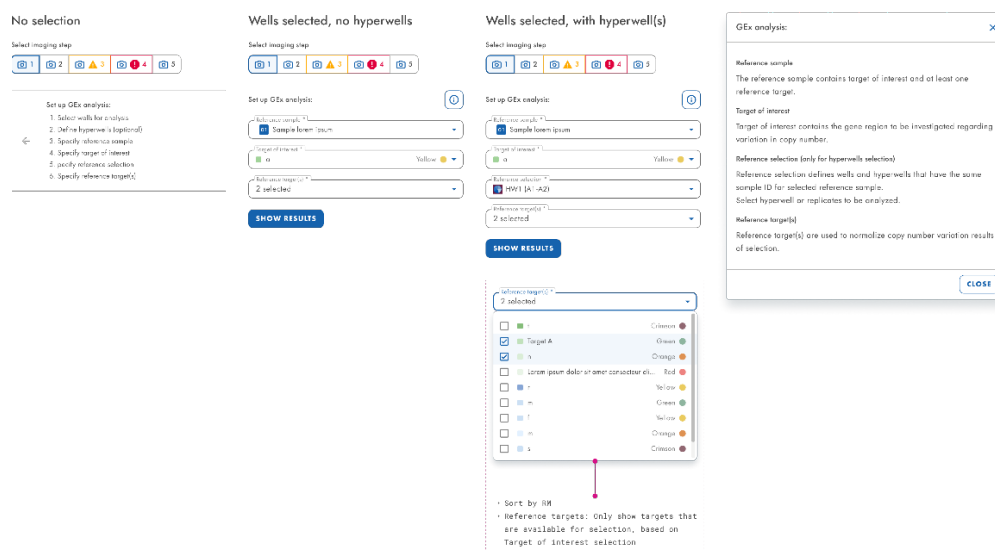 No selection
Select imaging step
1 2 3 4 5
Set up GEx analysis:
1. Select wells for analysis
2. Define hyperwells (optional)
3. Specify reference sample
4. Specify target of interest
5. pecify reference selection
6. Specify reference target(s)
Wells selected, no hyperwells
Select imaging step
1 2 3 4 5
Set up GEx analysis:
Reference sample *
01 Sample lorem ipsum
Target of interest *
a Yellow
Reference target(s) *
2 selected
SHOW RESULTS
Wells selected, with hyperwell(s)
Select imaging step
1 2 3 4 5
Set up GEx analysis:
Reference sample *
01 Sample lorem ipsum
Target of interest *
a Yellow
Reference selection *
HW1 (A1-A2)
Reference target(s) *
2 selected
SHOW RESULTS
Reference target(s) *
2 selected
Crimson
Target A Green
n Orange
Lorem ipsum dolor sit amet consectour di... Red
Yellow
m Green
f Yellow
m Orange
s Crimson
• Sort by RM
• Reference targets: Only show targets that
are available for selection, based on
Target of interest selection
GEx analysis:
Reference sample
The reference sample contains target of interest and at least one
reference target.
Target of interest
Target of interest contains the gene region to be investigated regarding
variation in copy number.
Reference selection (only for hyperwells selection)
Reference selection defines wells and hyperwells that have the same
sample ID for selected reference sample.
Select hyperwell or replicates to be analyzed.
Reference target(s)
Reference target(s) are used to normalize copy number variation results
of selection.
CLOSE